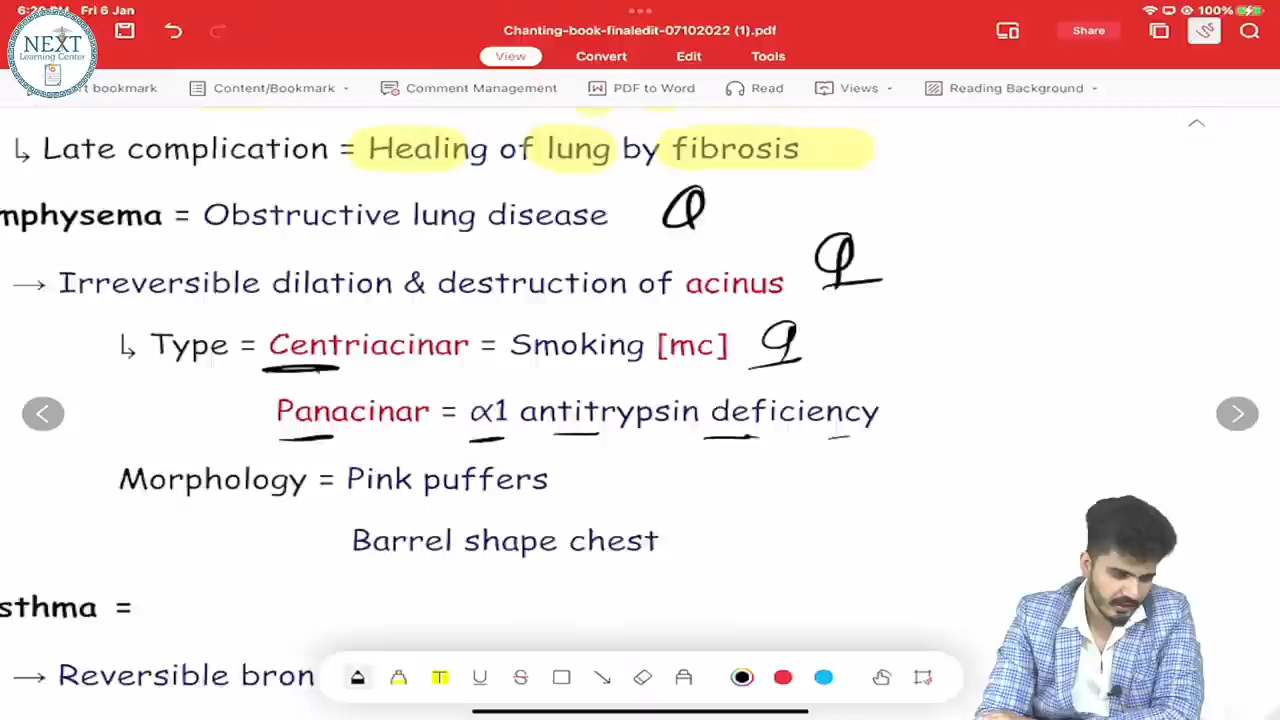 6:20 PM Fri 6 Jan
100%
NEXT
Learning Center
Chanting-book-finaledit-07102022 (1).pdf
Share
View Convert Edit Tools
bookmark Content/Bookmark Comment Management PDF to Word Read Views Reading Background
↳ Late complication = Healing of lung by fibrosis
mphysema = Obstructive lung disease
→ Irreversible dilation & destruction of acinus
↳ Type = Centriacinar = Smoking [mc]
Panacinar = α1 antitrypsin deficiency
Morphology = Pink puffers
Barrel shape chest
sthma =
→ Reversible bron